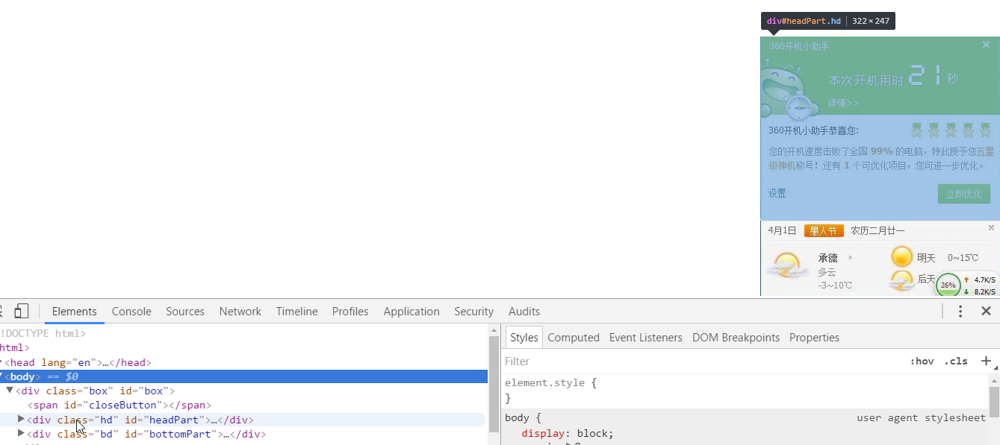 div#headPart.hd 322×247
360开机小助手 ×
本次开机用时 21 秒
详情>>
360开机小助手恭喜您:
您的开机速度击败了全国 99% 的电脑，特此授予您五星
级神机称号！还有 1 个可优化项目，您可进一步优化。
设置 立即优化
4月1日 愚人节 农历二月廿一 ×
承德
多云
-3~10℃
明天 0~15℃
后天
26%
4.7K/S
8.2K/S
Elements Console Sources Network Timeline Profiles Application Security Audits
!DOCTYPE html>
html>
<head lang="en">…</head>
<body> == $0
<div class="box" id="box">
<span id="closeButton"></span>
<div class="hd" id="headPart">…</div>
<div class="bd" id="bottomPart">…</div>
Styles Computed Event Listeners DOM Breakpoints Properties
Filter :hov .cls +
element.style {
}
body { user agent stylesheet
display: block;